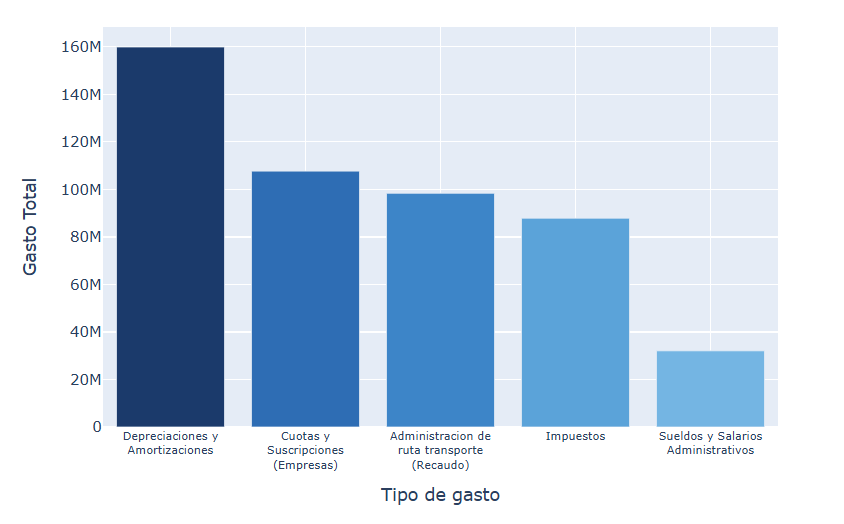 160M
140M
120M
100M
80M
60M
40M
20M
0
Gasto Total
Depreciaciones y
Amortizaciones
Cuotas y
Suscripciones
(Empresas)
Administracion de
ruta transporte
(Recaudo)
Impuestos
Sueldos y Salarios
Administrativos
Tipo de gasto